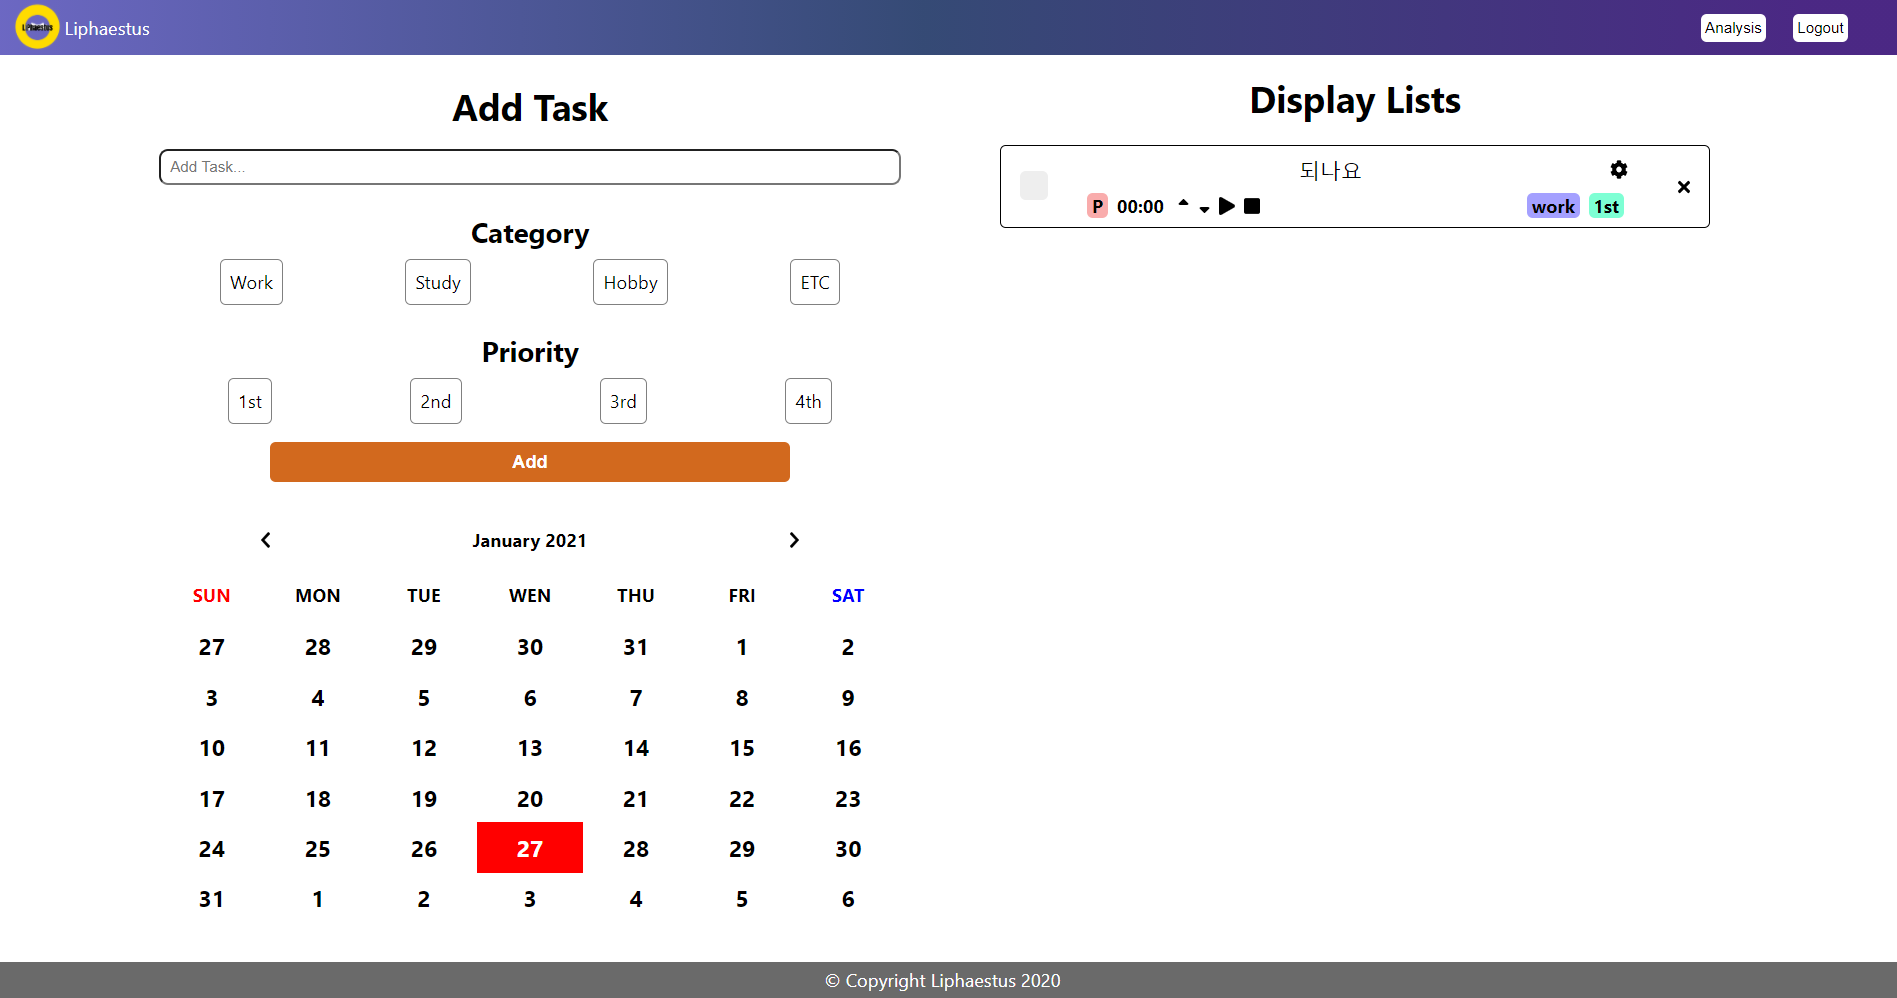 Liphaestus Liphaestus
Analysis Logout
Add Task
Add Task...
Category
Work Study Hobby ETC
Priority
1st 2nd 3rd 4th
Add
January 2021
SUN MON TUE WEN THU FRI SAT
27 28 29 30 31 1 2
3 4 5 6 7 8 9
10 11 12 13 14 15 16
17 18 19 20 21 22 23
24 25 26 27 28 29 30
31 1 2 3 4 5 6
Display Lists
되나요
P 00:00 work 1st
© Copyright Liphaestus 2020